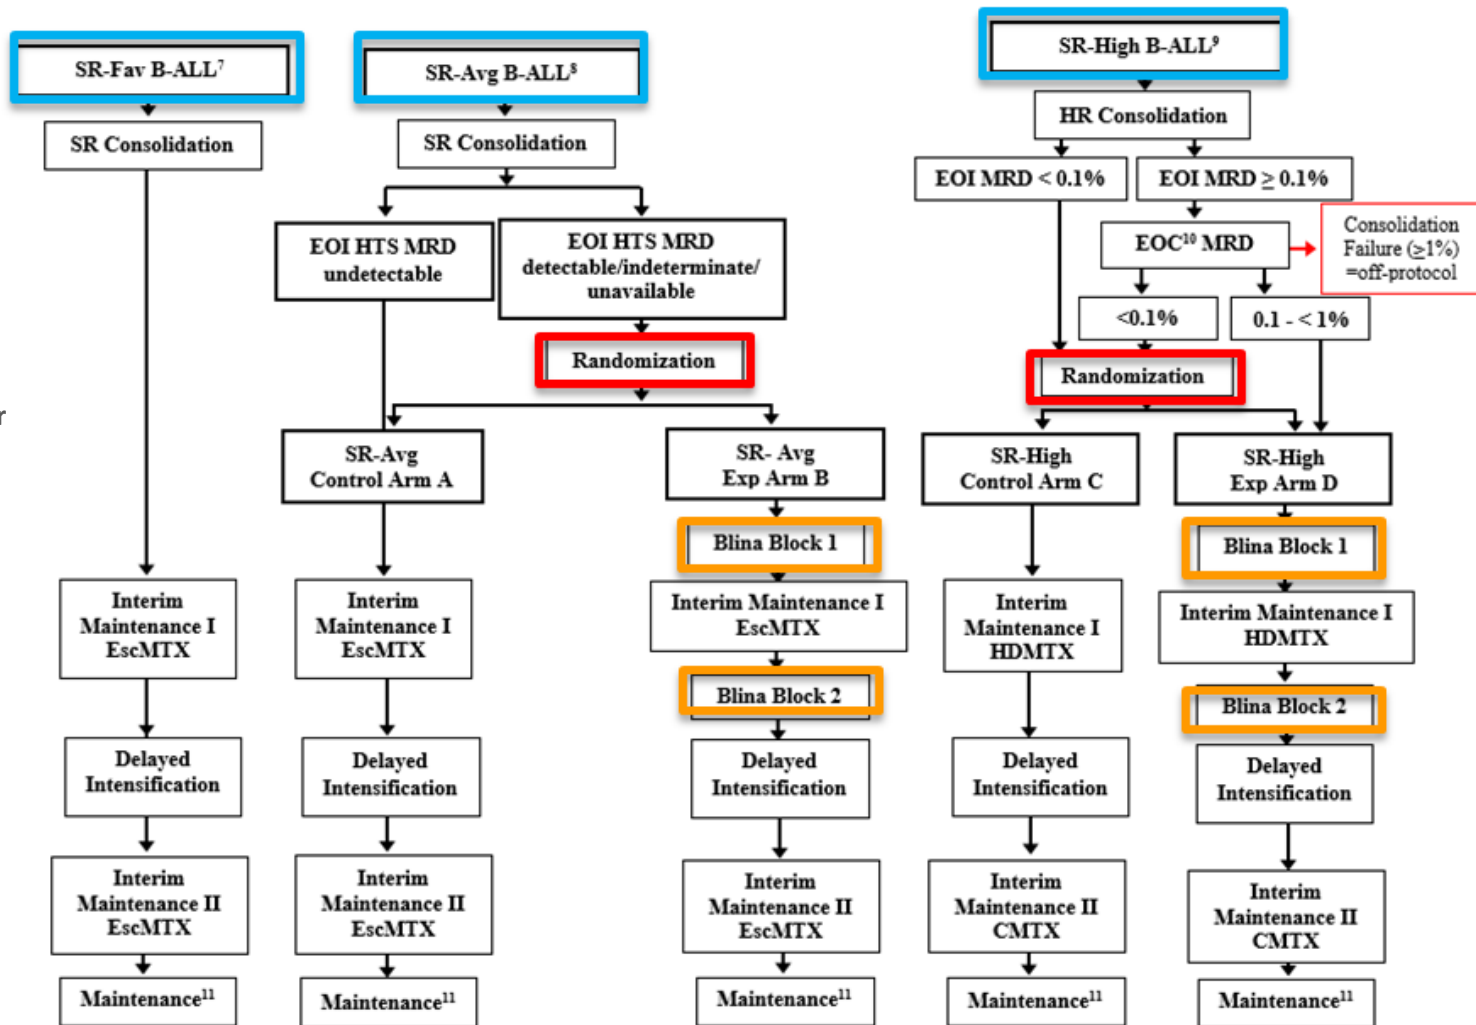 SR-Fav B-ALL⁷
SR-Avg B-ALL⁸
SR-High B-ALL⁹
SR Consolidation
SR Consolidation
HR Consolidation
EOI MRD < 0.1%
EOI MRD ≥ 0.1%
EOI HTS MRD
undetectable
EOI HTS MRD
detectable/indeterminate/
unavailable
EOC¹⁰ MRD
Consolidation
Failure (≥1%)
=off-protocol
<0.1%
0.1 - < 1%
Randomization
Randomization
r
SR-Avg
Control Arm A
SR- Avg
Exp Arm B
SR-High
Control Arm C
SR-High
Exp Arm D
Blina Block 1
Blina Block 1
Interim
Maintenance I
EscMTX
Interim
Maintenance I
EscMTX
Interim Maintenance I
EscMTX
Interim
Maintenance I
HDMTX
Interim Maintenance I
HDMTX
Blina Block 2
Blina Block 2
Delayed
Intensification
Delayed
Intensification
Delayed
Intensification
Delayed
Intensification
Delayed
Intensification
Interim
Maintenance II
EscMTX
Interim
Maintenance II
EscMTX
Interim
Maintenance II
EscMTX
Interim
Maintenance II
CMTX
Interim
Maintenance II
CMTX
Maintenance¹¹
Maintenance¹¹
Maintenance¹¹
Maintenance¹¹
Maintenance¹¹